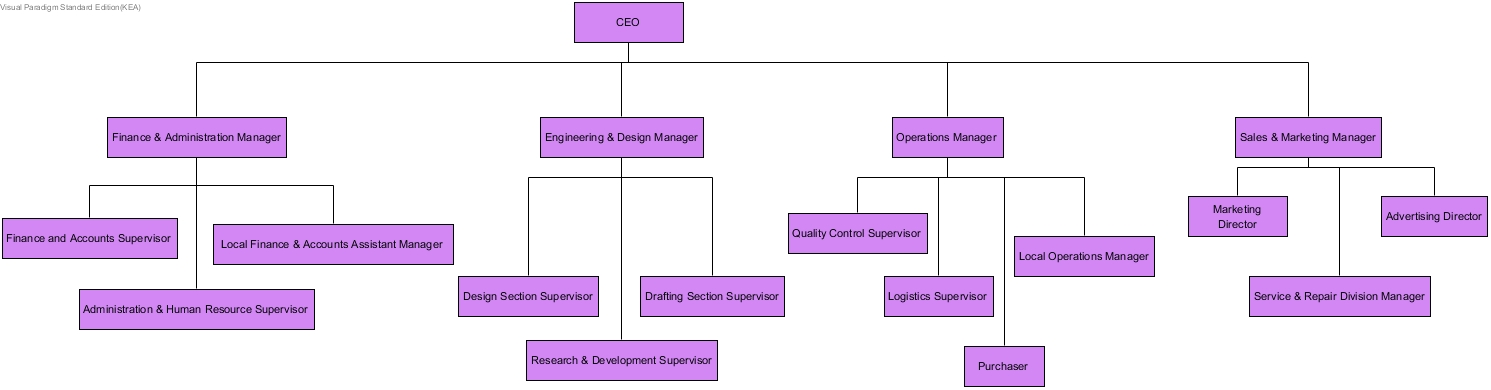 Visual Paradigm Standard Edition(KEA)
CEO
Finance & Administration Manager
Engineering & Design Manager
Operations Manager
Sales & Marketing Manager
Finance and Accounts Supervisor
Local Finance & Accounts Assistant Manager
Administration & Human Resource Supervisor
Design Section Supervisor
Drafting Section Supervisor
Research & Development Supervisor
Quality Control Supervisor
Local Operations Manager
Logistics Supervisor
Purchaser
Marketing
Director
Advertising Director
Service & Repair Division Manager